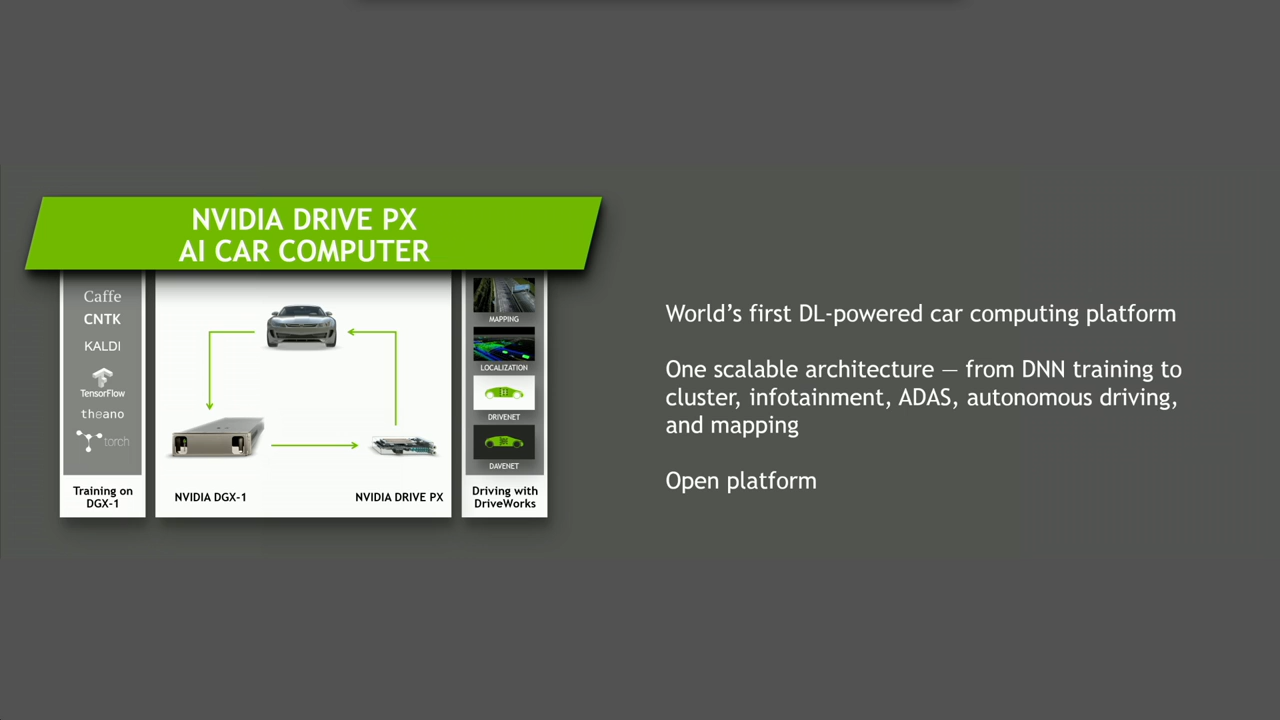 NVIDIA DRIVE PX
AI CAR COMPUTER
Caffe
CNTK
KALDI
TensorFlow
theano
torch
Training on
DGX-1
NVIDIA DGX-1
NVIDIA DRIVE PX
MAPPING
LOCALIZATION
DRIVENET
DAVENET
Driving with
DriveWorks
World’s first DL-powered car computing platform
One scalable architecture — from DNN training to
cluster, infotainment, ADAS, autonomous driving,
and mapping
Open platform